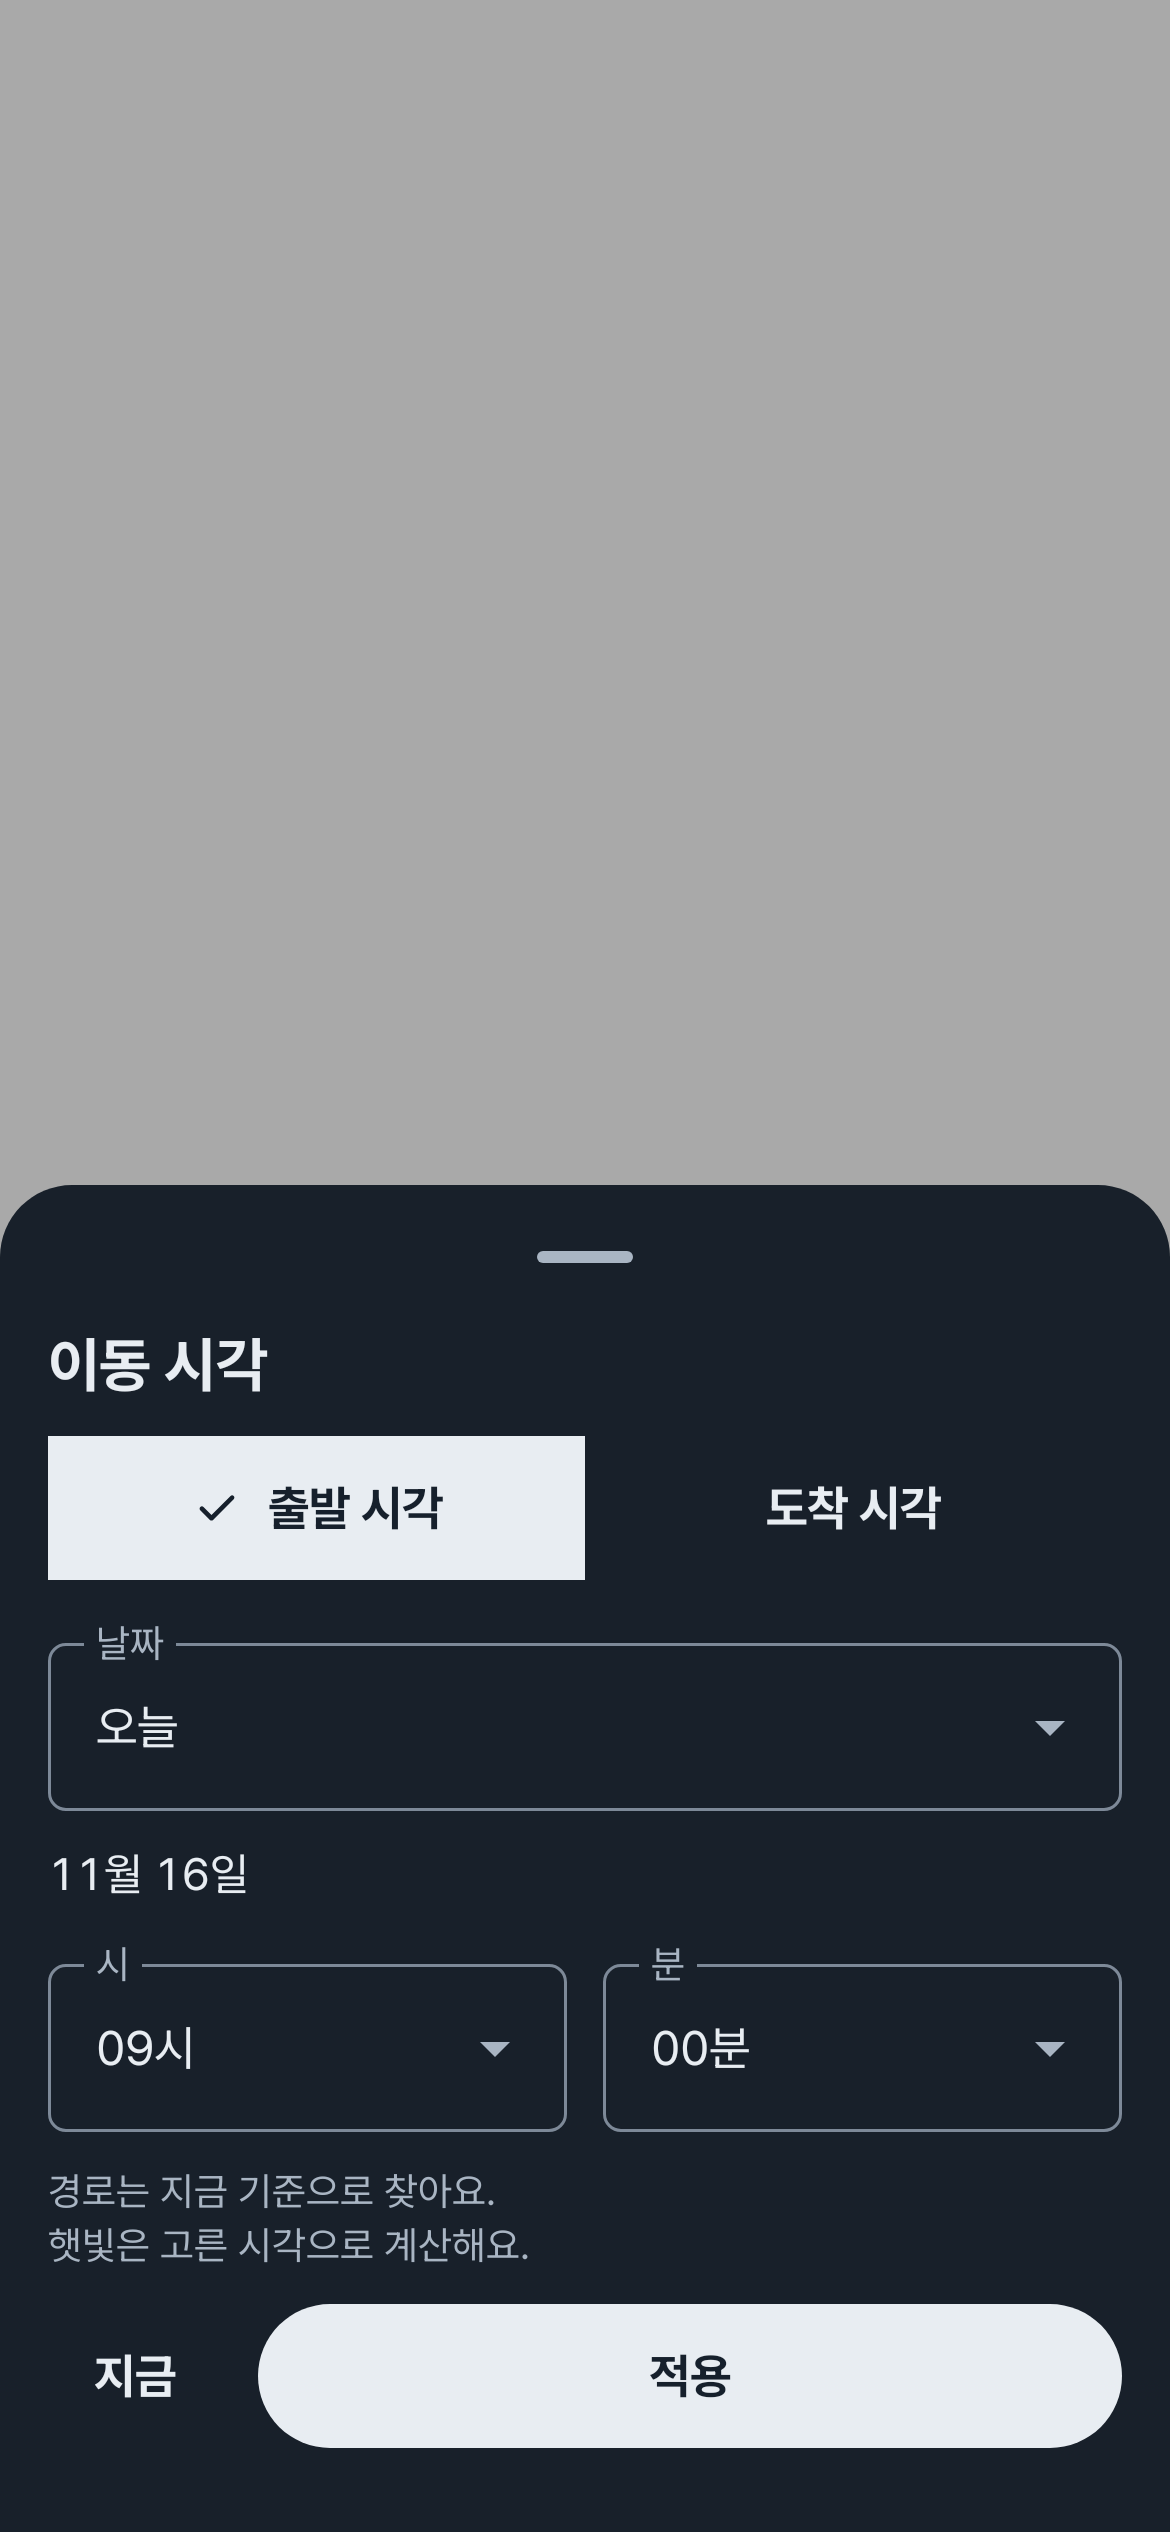 이동 시각
출발 시각
도착 시각
날짜
오늘
11월 16일
시
분
09시
00분
경로는 지금 기준으로 찾아요.
햇빛은 고른 시각으로 계산해요.
지금
적용